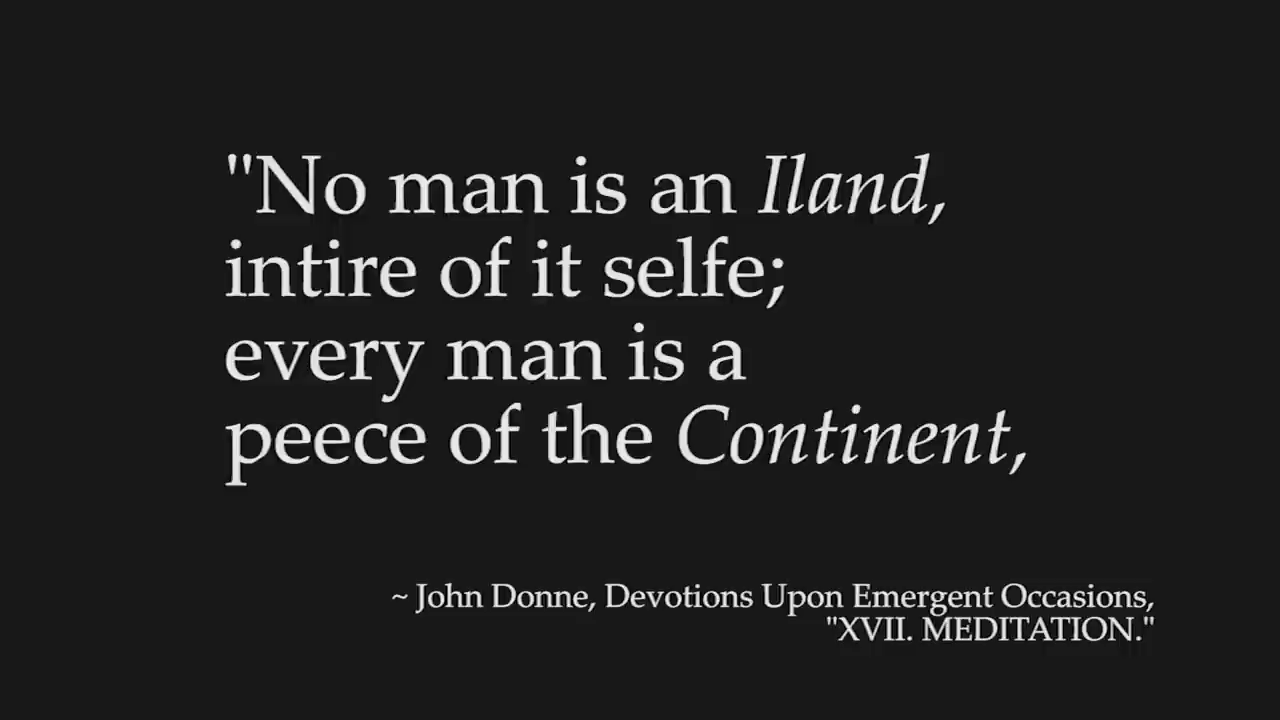 "No man is an Iland,
intire of it selfe;
every man is a
peece of the Continent,
~ John Donne, Devotions Upon Emergent Occasions,
"XVII. MEDITATION."